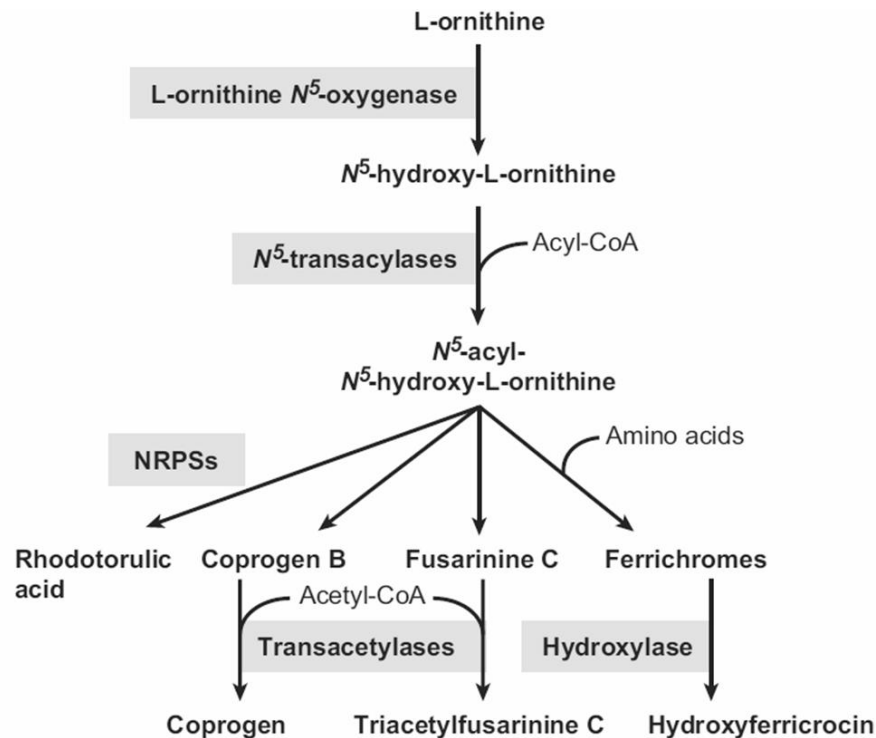 L-ornithine
L-ornithine N⁵-oxygenase
N⁵-hydroxy-L-ornithine
Acyl-CoA
N⁵-transacylases
N⁵-acyl-
N⁵-hydroxy-L-ornithine
Amino acids
NRPSs
Rhodotorulic
acid
Coprogen B
Fusarinine C
Ferrichromes
Acetyl-CoA
Transacetylases
Hydroxylase
Coprogen
Triacetylfusarinine C
Hydroxyferricrocin